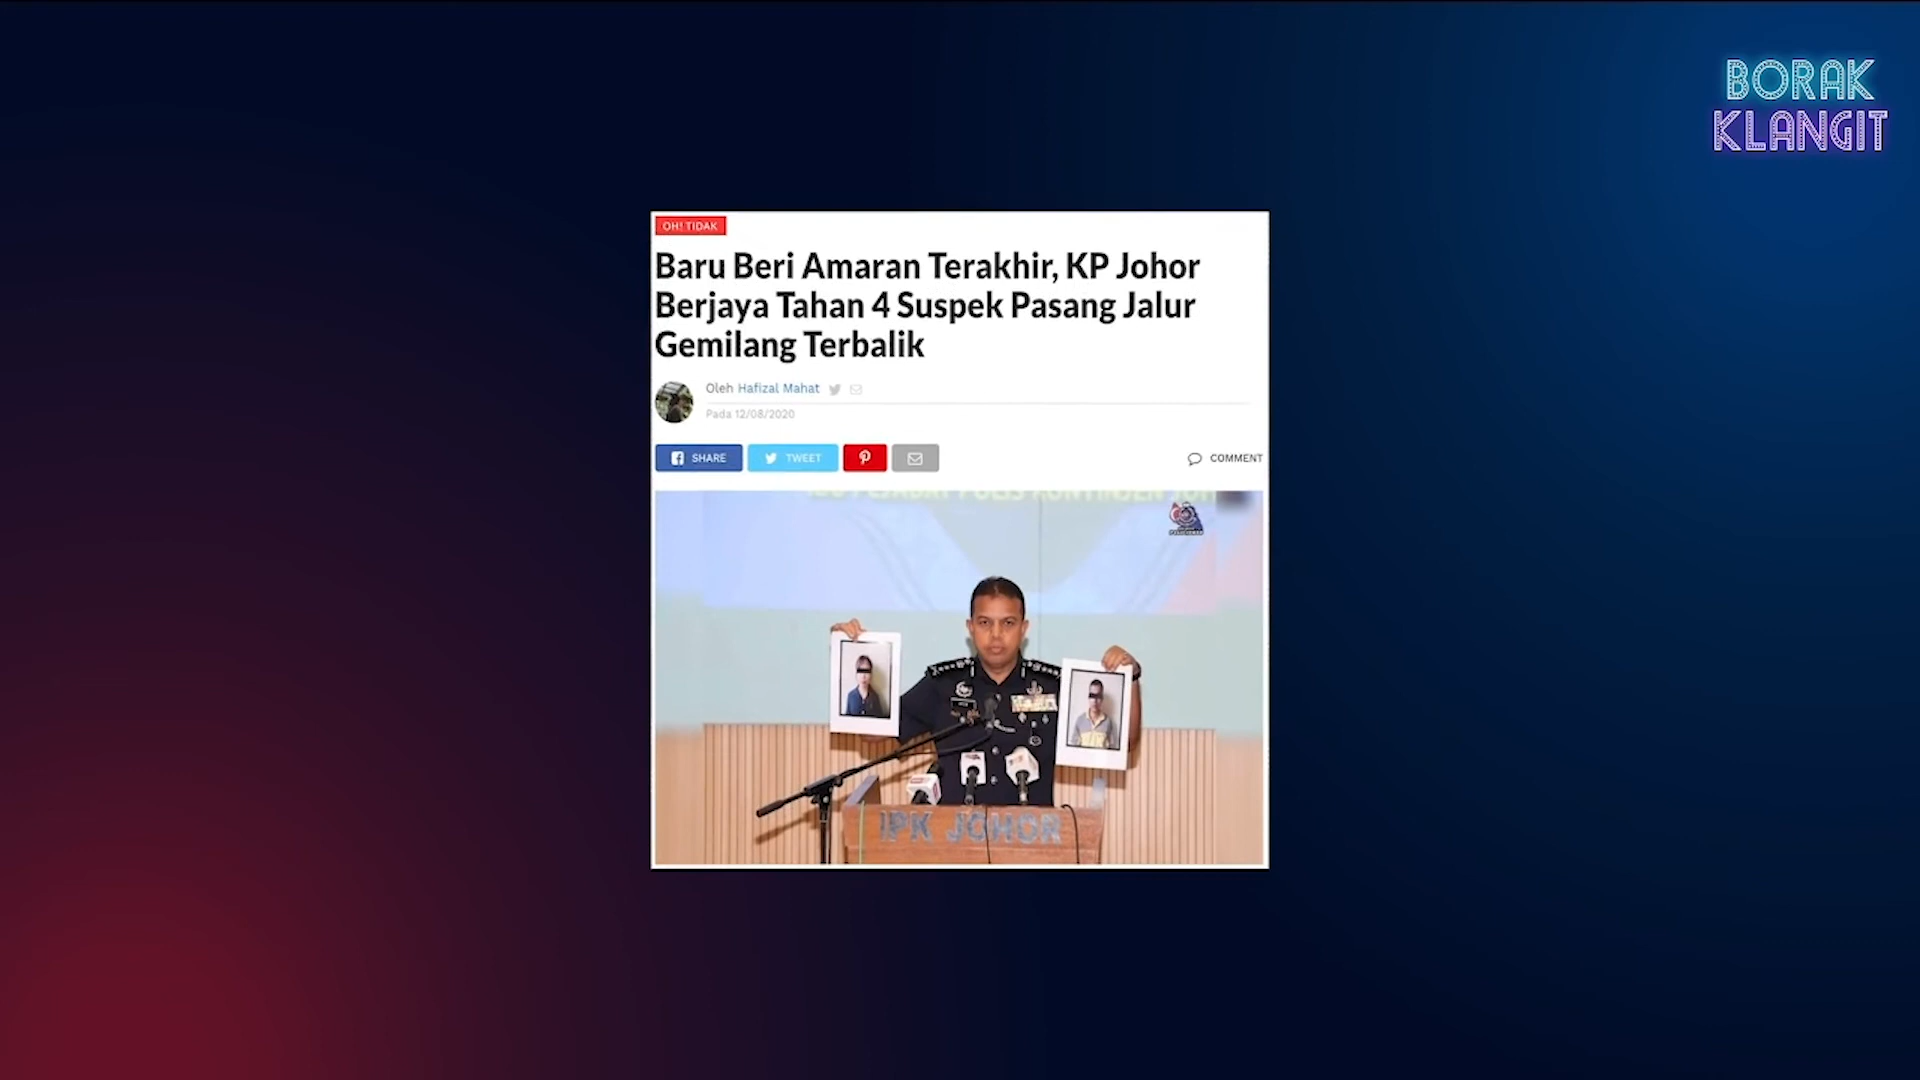 BORAK
KLANGIT
OH! TIDAK
Baru Beri Amaran Terakhir, KP Johor
Berjaya Tahan 4 Suspek Pasang Jalur
Gemilang Terbalik
Oleh Hafizal Mahat
Pada 12/08/2020
SHARE
TWEET
COMMENT
IPK JOHOR